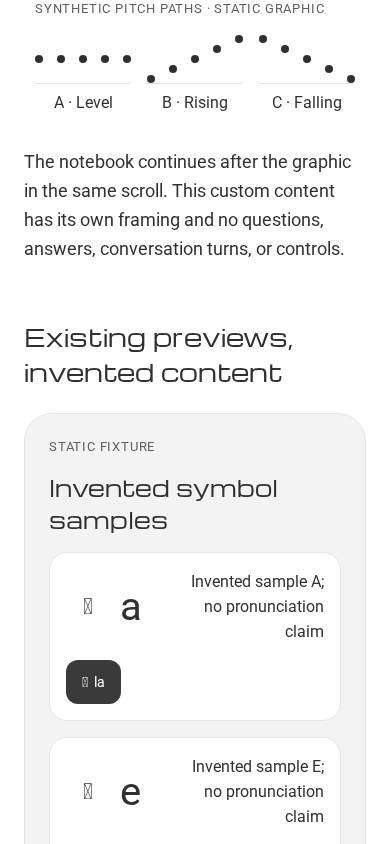 SYNTHETIC PITCH PATHS · STATIC GRAPHIC
A · Level
B · Rising
C · Falling
The notebook continues after the graphic
in the same scroll. This custom content
has its own framing and no questions,
answers, conversation turns, or controls.
Existing previews,
invented content
STATIC FIXTURE
Invented symbol
samples
a
Invented sample A;
no pronunciation
claim
la
e
Invented sample E;
no pronunciation
claim